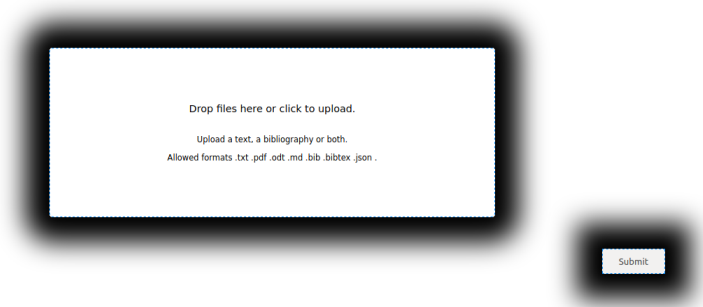 Drop files here or click to upload.
Upload a text, a bibliography or both.
Allowed formats .txt .pdf .odt .md .bib .bibtex .json .
Submit